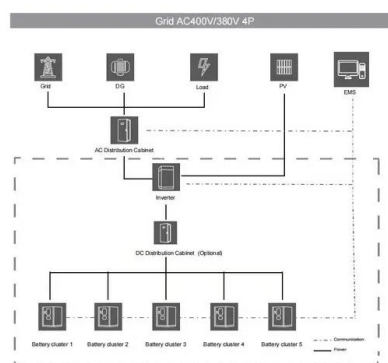 Grid AC400V/380V 4P
Grid
DG
Load
PV
EMS
AC Distribution Cabinet
Inverter
DC Distribution Cabinet (Optional)
Battery cluster 1
Battery cluster 2
Battery cluster 3
Battery cluster 4
Battery cluster 5
Communication
Power